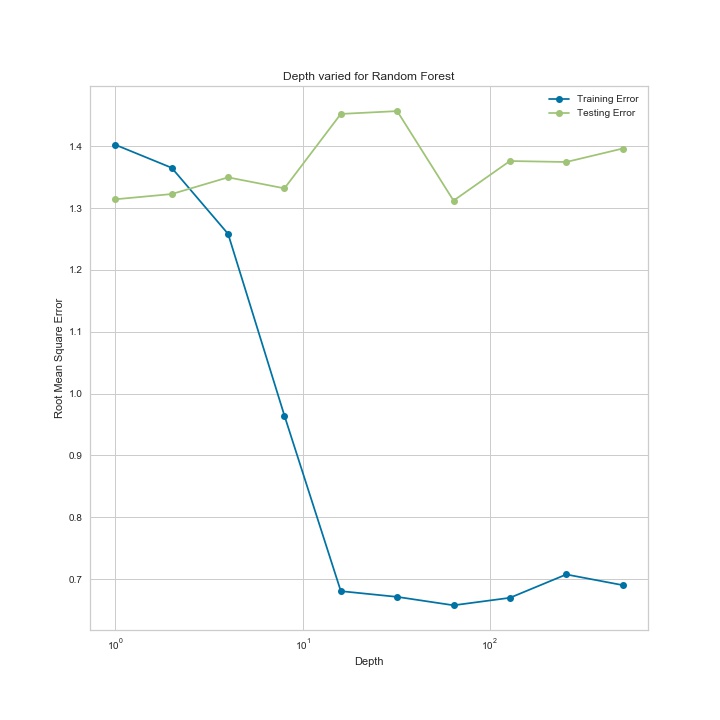 Depth varied for Random Forest
Training Error
Testing Error
Root Mean Square Error
1.4
1.3
1.2
1.1
1.0
0.9
0.8
0.7
10⁰
10¹
10²
Depth